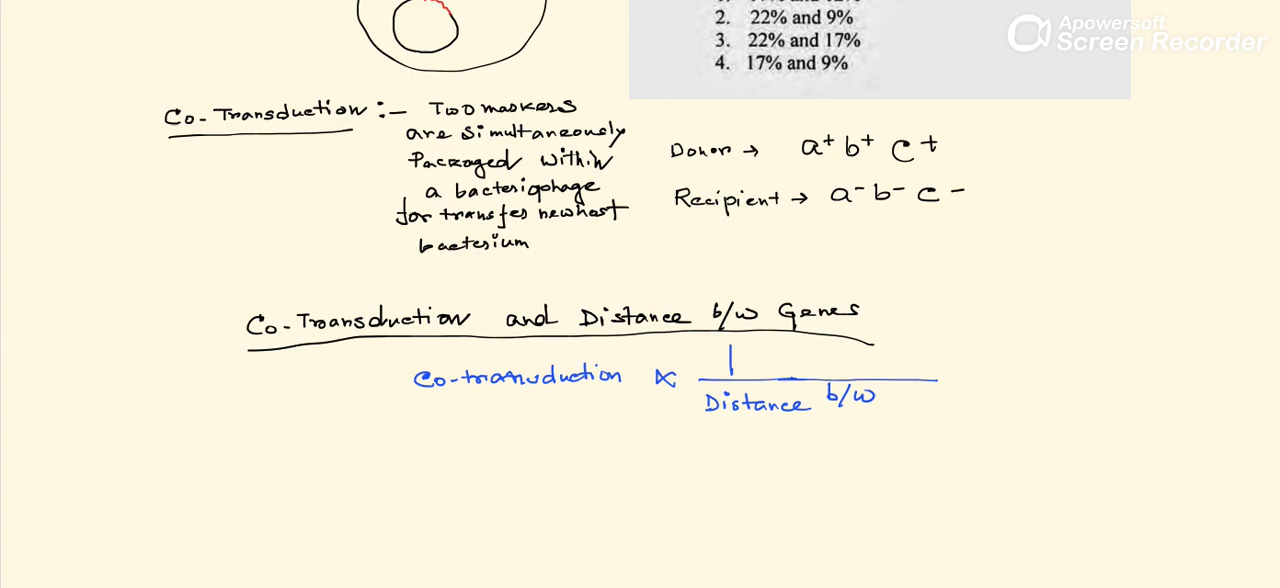 2. 22% and 9%
3. 22% and 17%
4. 17% and 9%
Apowersoft
Screen Recorder
Co-Transduction :- Two markers
are simultaneously
Packaged within
a bacteriophage
for transfer newhost
bacterium
Donor → a+ b+ c+
Recipient → a- b- c-
Co-Transduction and Distance b/w Genes
Co-transduction ∝ 1
Distance b/w